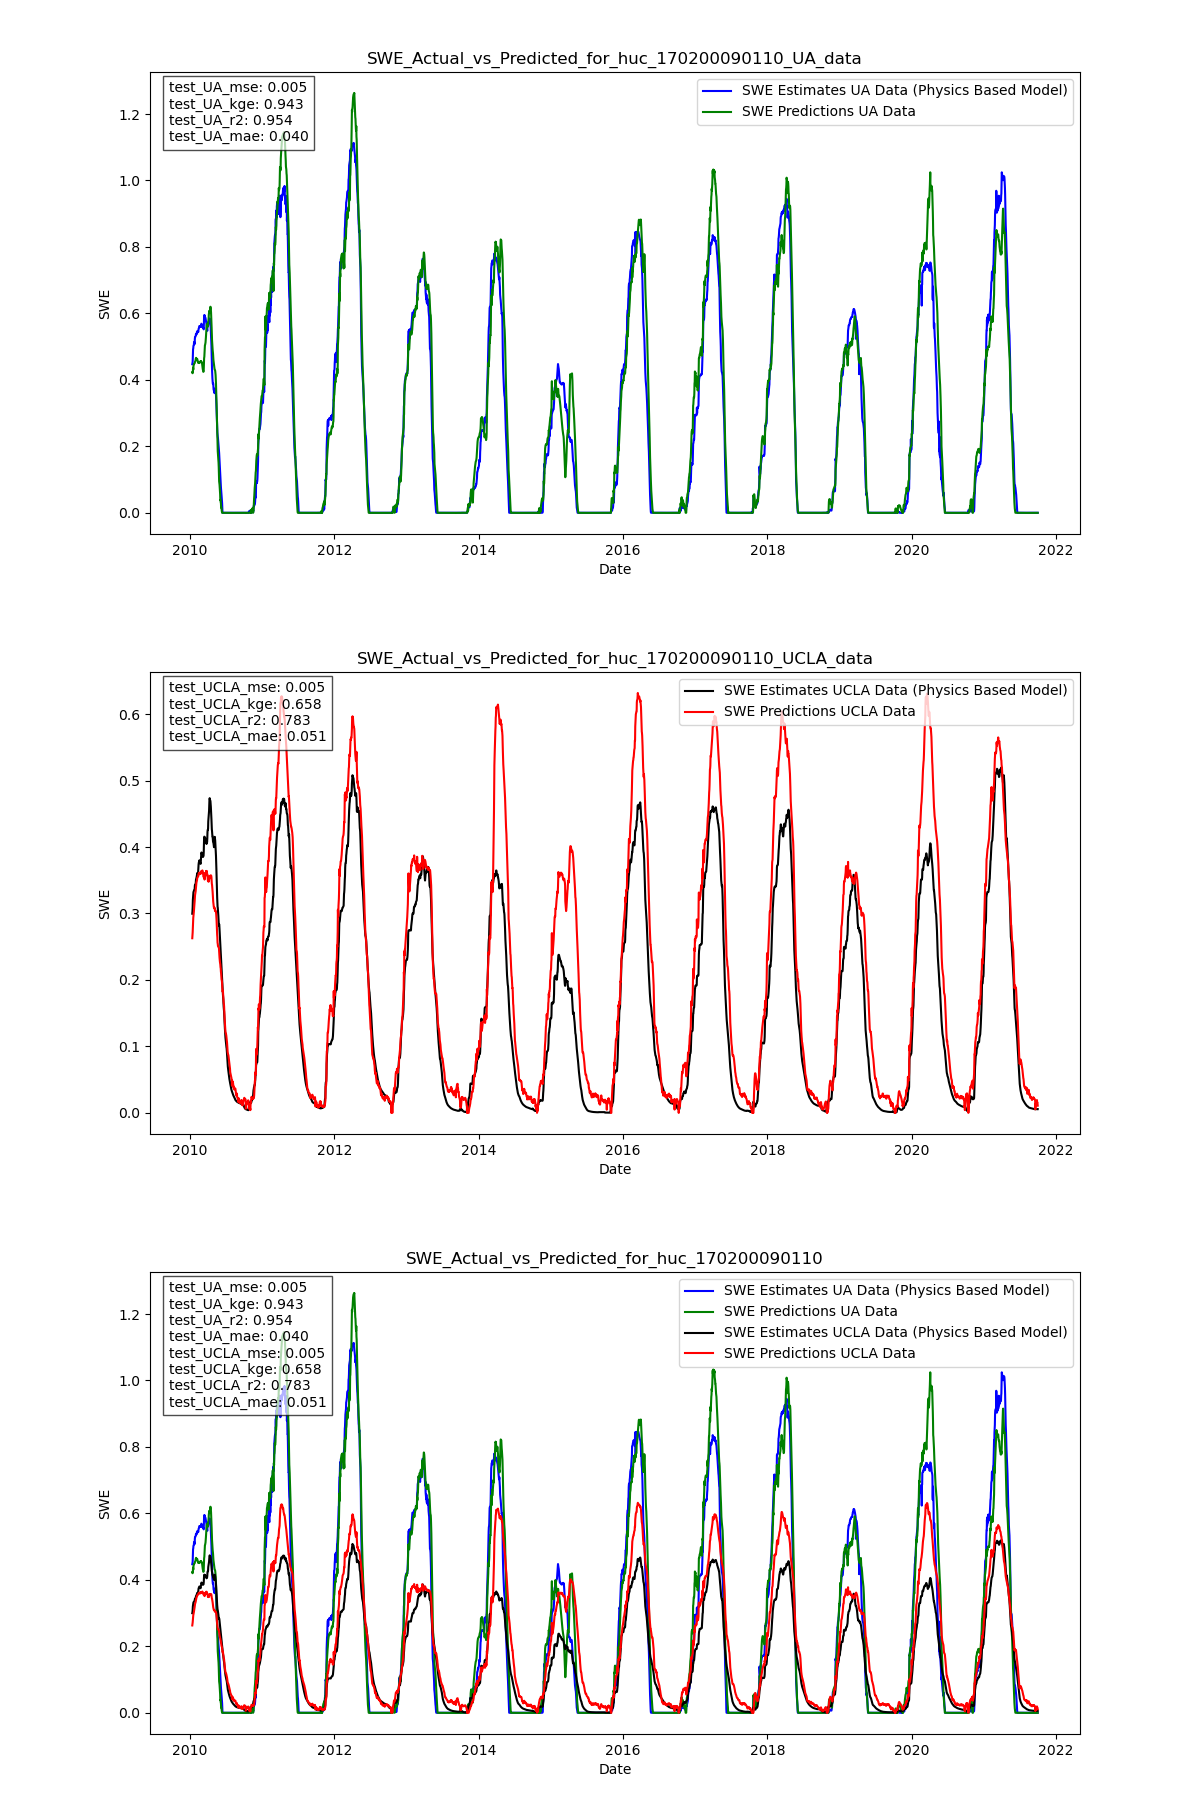 SWE_Actual_vs_Predicted_for_huc_170200090110_UA_data
test_UA_mse: 0.005
test_UA_kge: 0.943
test_UA_r2: 0.954
test_UA_mae: 0.040
SWE Estimates UA Data (Physics Based Model)
SWE Predictions UA Data
1.2
1.0
0.8
0.6
0.4
0.2
0.0
SWE
2010 2012 2014 2016 2018 2020 2022
Date
SWE_Actual_vs_Predicted_for_huc_170200090110_UCLA_data
test_UCLA_mse: 0.005
test_UCLA_kge: 0.658
test_UCLA_r2: 0.783
test_UCLA_mae: 0.051
SWE Estimates UCLA Data (Physics Based Model)
SWE Predictions UCLA Data
0.6
0.5
0.4
0.3
0.2
0.1
0.0
SWE
2010 2012 2014 2016 2018 2020 2022
Date
SWE_Actual_vs_Predicted_for_huc_170200090110
test_UA_mse: 0.005
test_UA_kge: 0.943
test_UA_r2: 0.954
test_UA_mae: 0.040
test_UCLA_mse: 0.005
test_UCLA_kge: 0.658
test_UCLA_r2: 0.783
test_UCLA_mae: 0.051
SWE Estimates UA Data (Physics Based Model)
SWE Predictions UA Data
SWE Estimates UCLA Data (Physics Based Model)
SWE Predictions UCLA Data
1.2
1.0
0.8
0.6
0.4
0.2
0.0
SWE
2010 2012 2014 2016 2018 2020 2022
Date